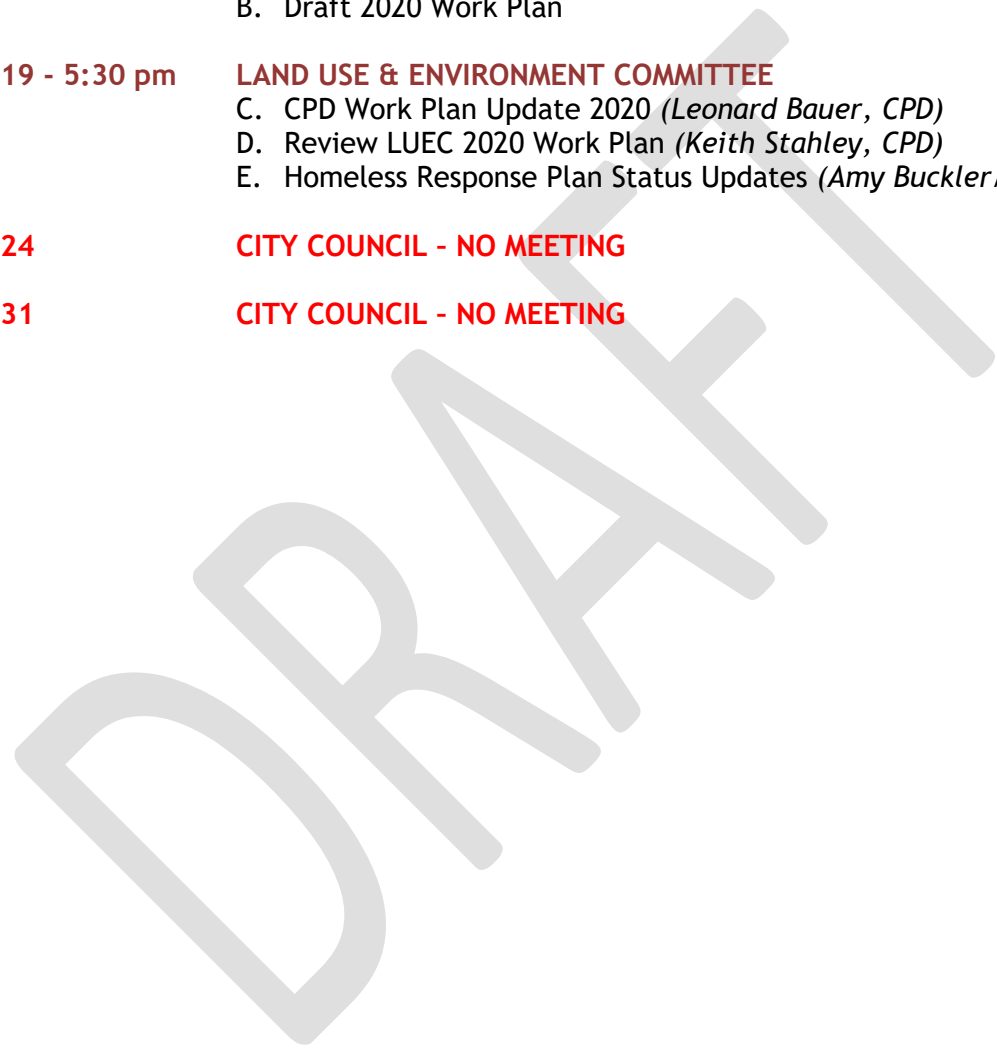 B. Draft 2020 Work Plan
19 - 5:30 pm LAND USE & ENVIRONMENT COMMITTEE
C. CPD Work Plan Update 2020 (Leonard Bauer, CPD)
D. Review LUEC 2020 Work Plan (Keith Stahley, CPD)
E. Homeless Response Plan Status Updates (Amy Buckler
24 CITY COUNCIL – NO MEETING
31 CITY COUNCIL – NO MEETING
DRAFT